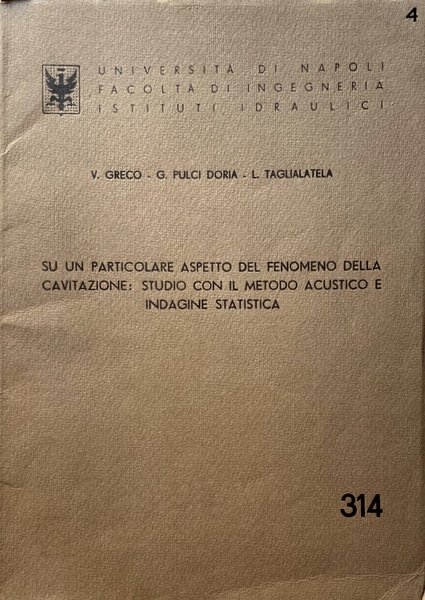 4
UNIVERSITÀ DI NAPOLI
FACOLTÀ DI INGEGNERIA
ISTITUTI IDRAULICI
V. GRECO - G. PULCI DORIA - L. TAGLIALATELA
SU UN PARTICOLARE ASPETTO DEL FENOMENO DELLA
CAVITAZIONE: STUDIO CON IL METODO ACUSTICO E
INDAGINE STATISTICA
314